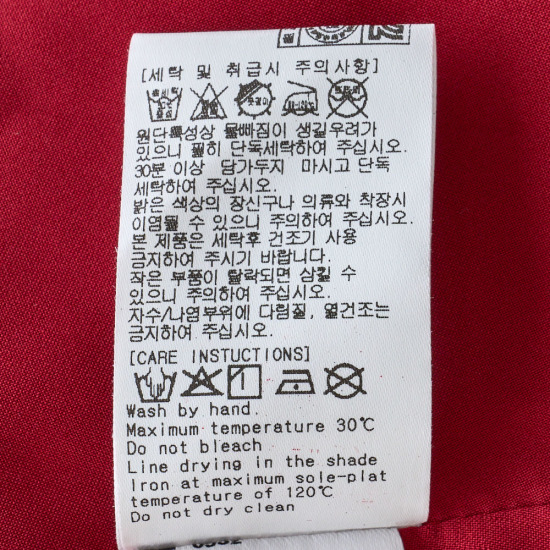 [세탁 및 취급시 주의사항]
원단특성상 물빠짐이 생길우려가
있으니 필히 단독세탁하여 주십시오.
30분 이상 담가두지 마시고 단독
세탁하여 주십시오.
밝은 색상의 장신구나 의류와 착장시
이염될 수 있으니 주의하여 주십시오.
본 제품은 세탁후 건조기 사용
금지하여 주시기 바랍니다.
작은 부품이 탈락되면 삼킬 수
있으니 주의하여 주십시오.
자수/나염부위에 다림질, 열건조는
금지하여 주십시오.
[CARE INSTUCTIONS]
Wash by hand.
Maximum temperature 30℃
Do not bleach
Line drying in the shade
Iron at maximum sole-plat
temperature of 120℃
Do not dry clean